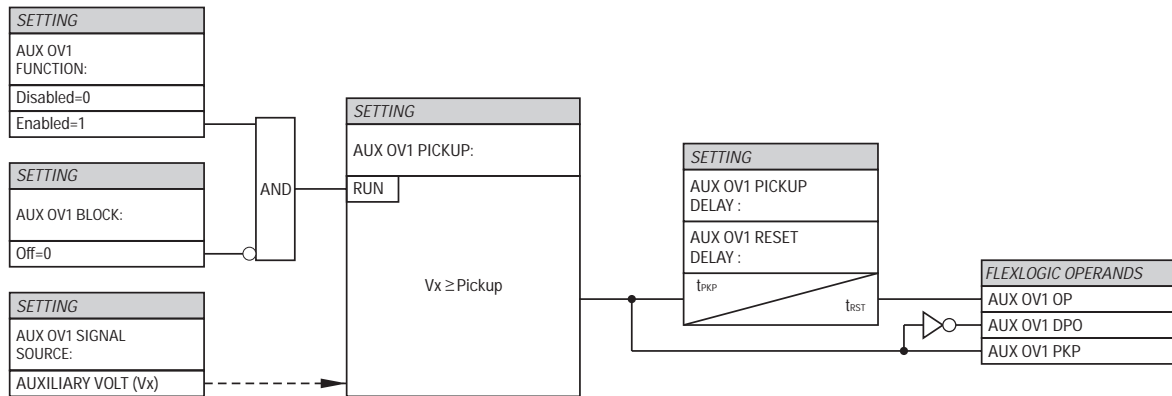 SETTING
AUX OV1
FUNCTION:
Disabled=0
Enabled=1
SETTING
AUX OV1 BLOCK:
Off=0
SETTING
AUX OV1 SIGNAL
SOURCE:
AUXILIARY VOLT (Vx)
AND
SETTING
AUX OV1 PICKUP:
RUN
Vx ≥ Pickup
SETTING
AUX OV1 PICKUP
DELAY :
AUX OV1 RESET
DELAY :
tPKP
tRST
FLEXLOGIC OPERANDS
AUX OV1 OP
AUX OV1 DPO
AUX OV1 PKP